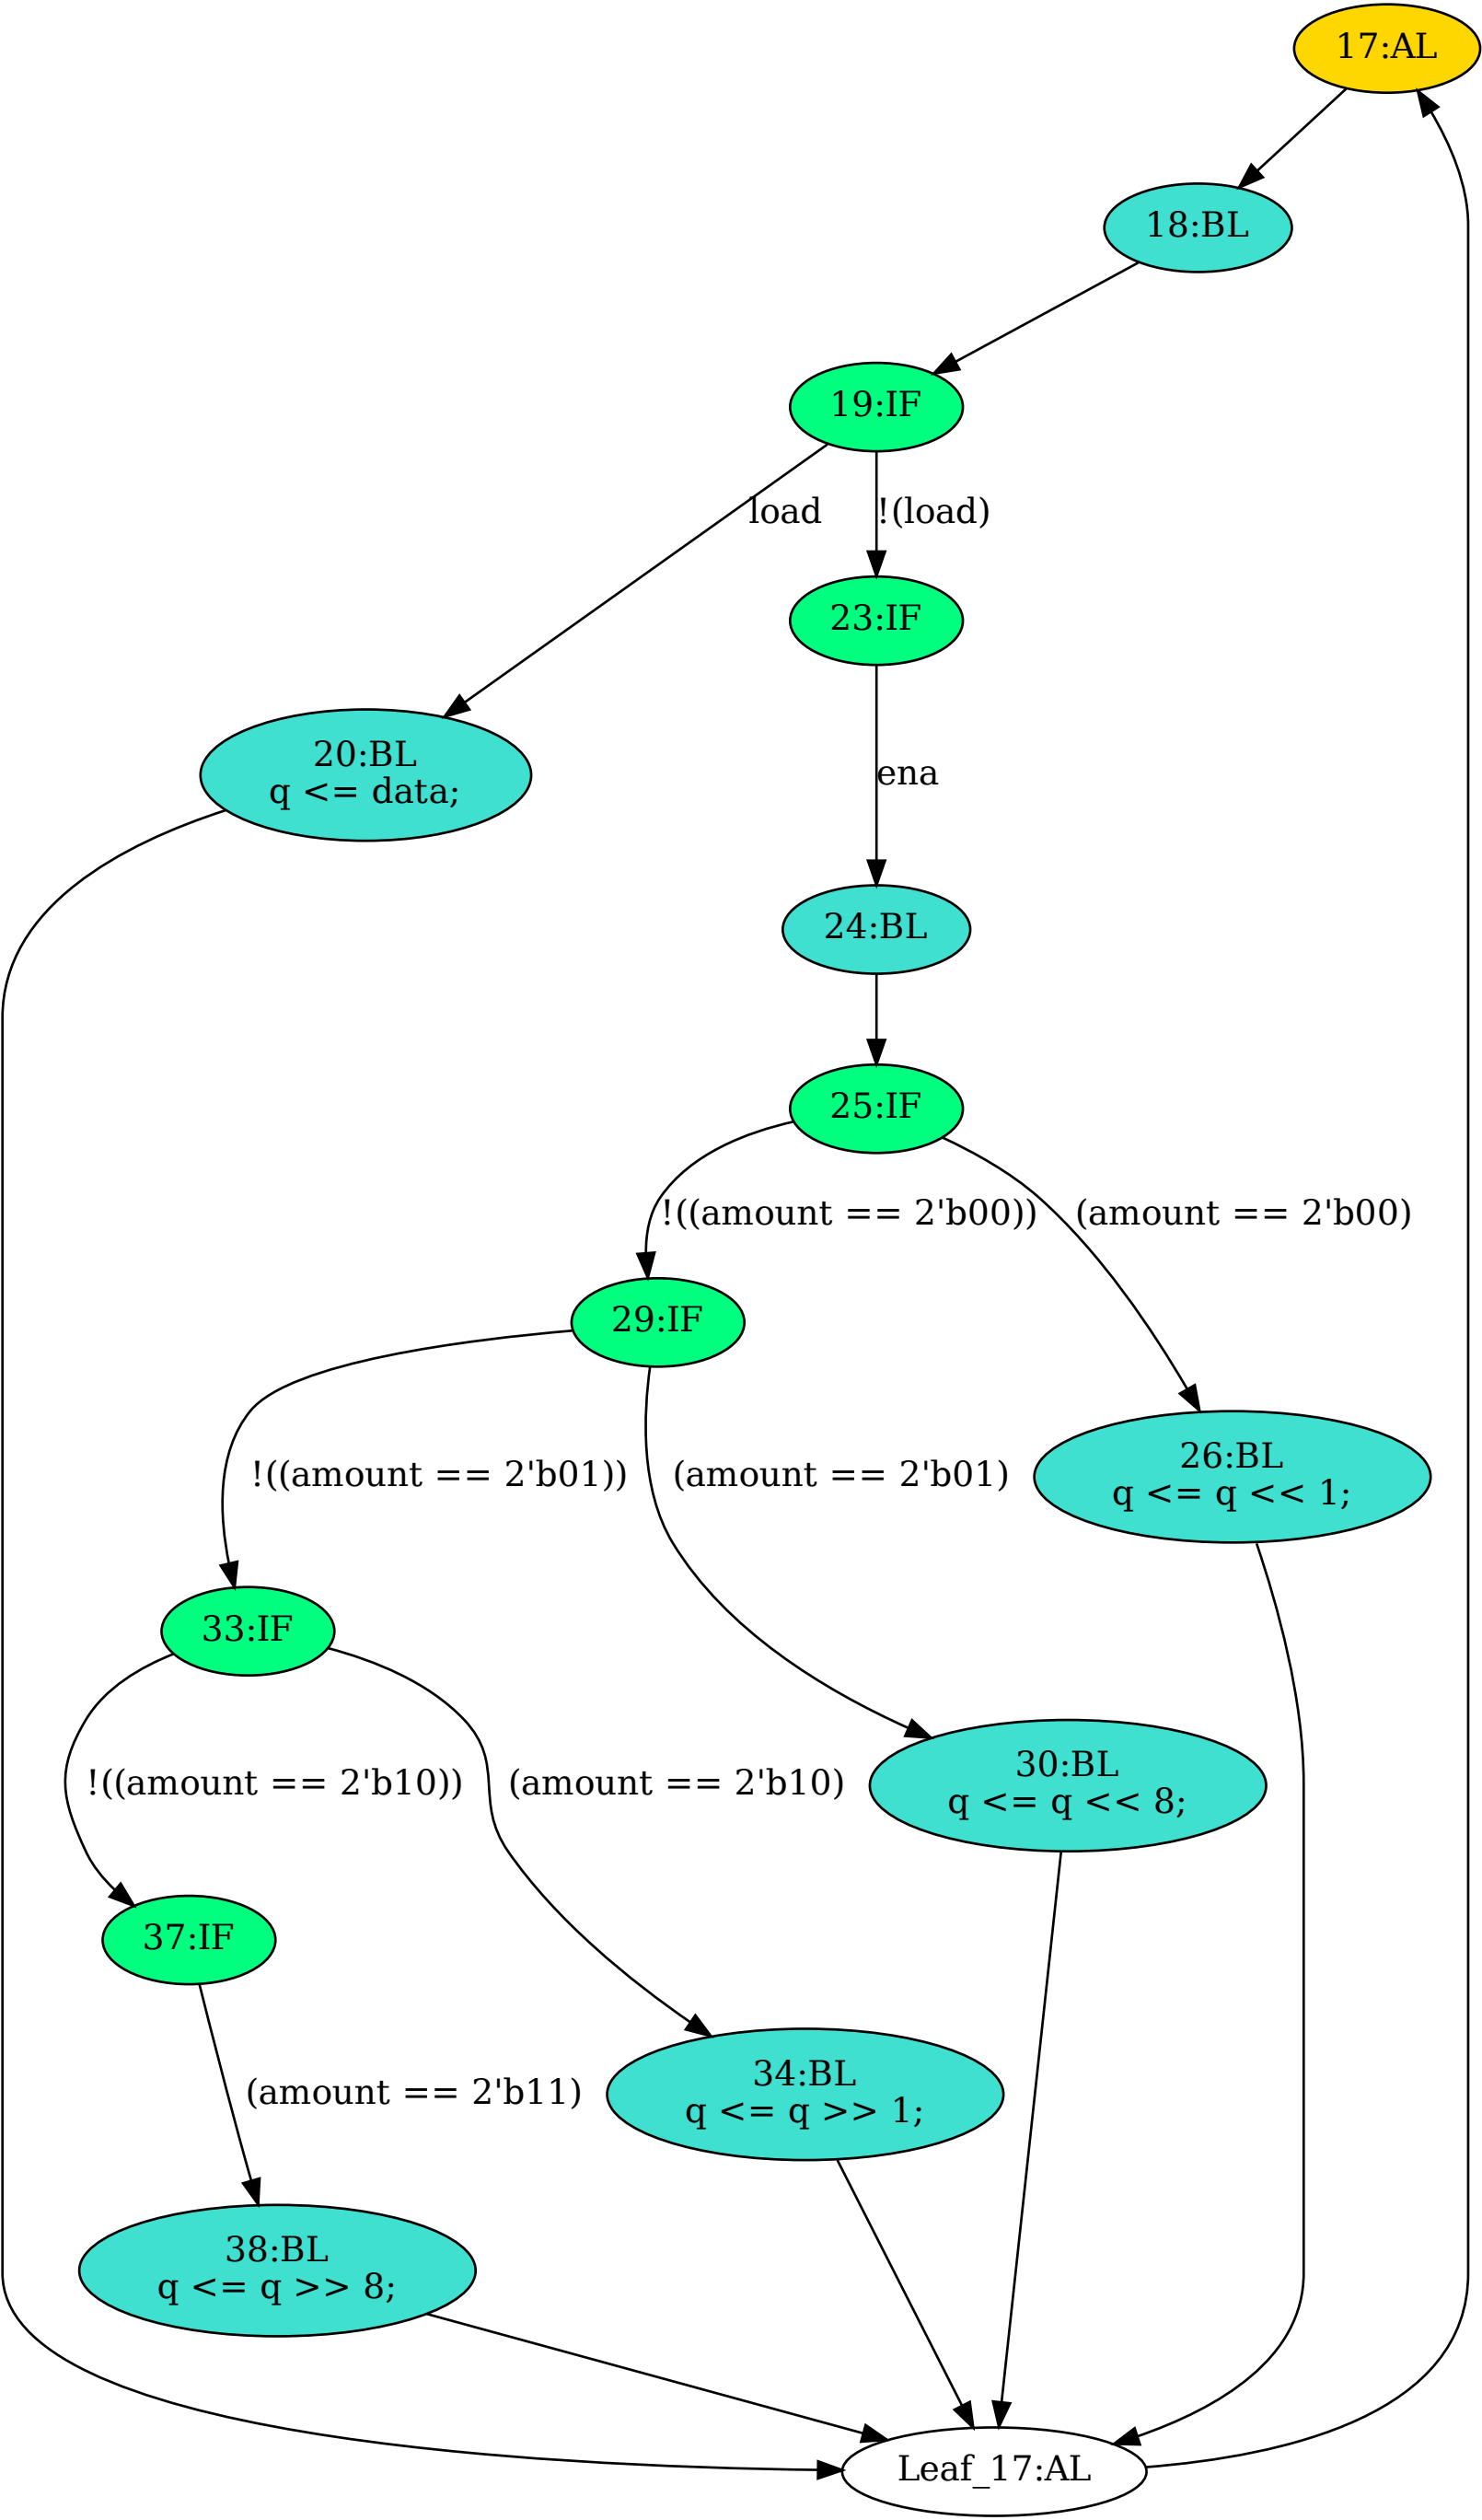 17:AL
18:BL
19:IF
load
!(load)
23:IF
20:BL
q <= data;
ena
24:BL
25:IF
!((amount == 2'b00))
(amount == 2'b00)
29:IF
!((amount == 2'b01))
(amount == 2'b01)
26:BL
q <= q << 1;
33:IF
!((amount == 2'b10))
(amount == 2'b10)
30:BL
q <= q << 8;
37:IF
(amount == 2'b11)
34:BL
q <= q >> 1;
38:BL
q <= q >> 8;
Leaf_17:AL